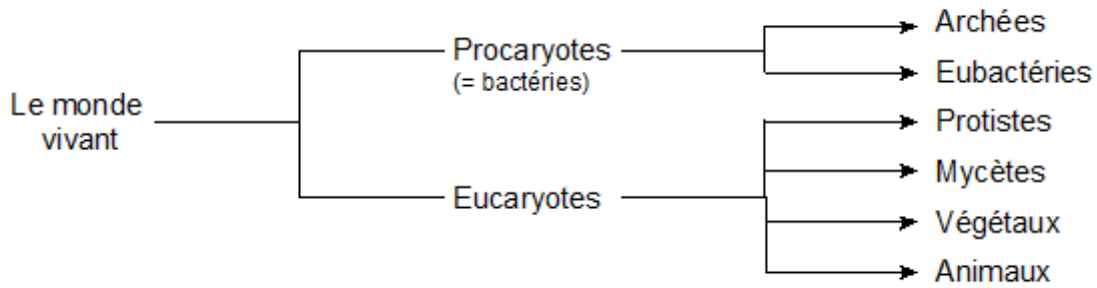 Le monde
vivant
Procaryotes
(= bactéries)
Eucaryotes
Archées
Eubactéries
Protistes
Mycètes
Végétaux
Animaux